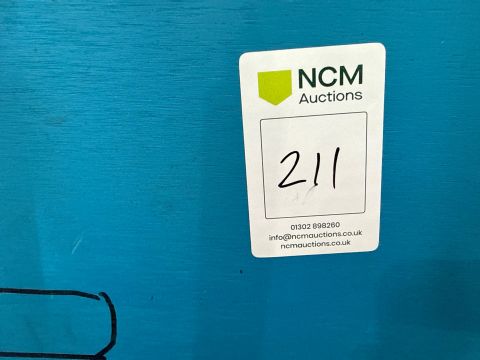 NCM
Auctions
211
01302 898260
info@ncmauctions.co.uk
ncmauctions.co.uk